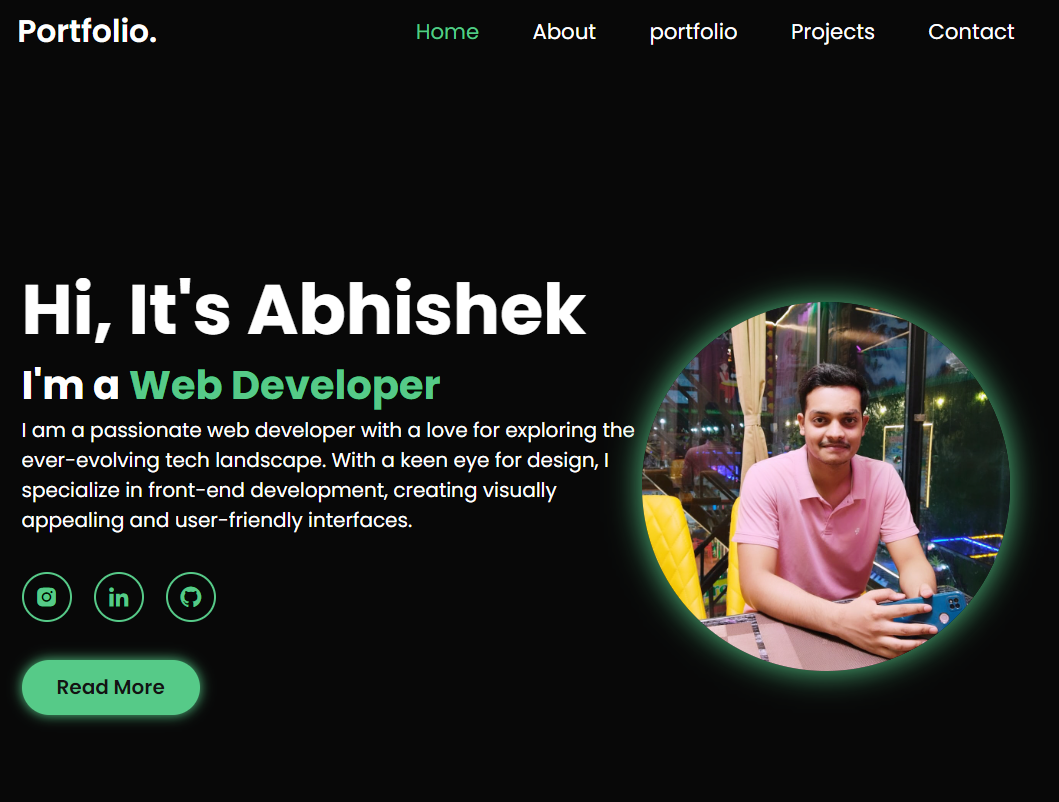 Portfolio.
Home
About
portfolio
Projects
Contact
Hi, It's Abhishek
I'm a Web Developer
I am a passionate web developer with a love for exploring the
ever-evolving tech landscape. With a keen eye for design, I
specialize in front-end development, creating visually
appealing and user-friendly interfaces.
in
Read More